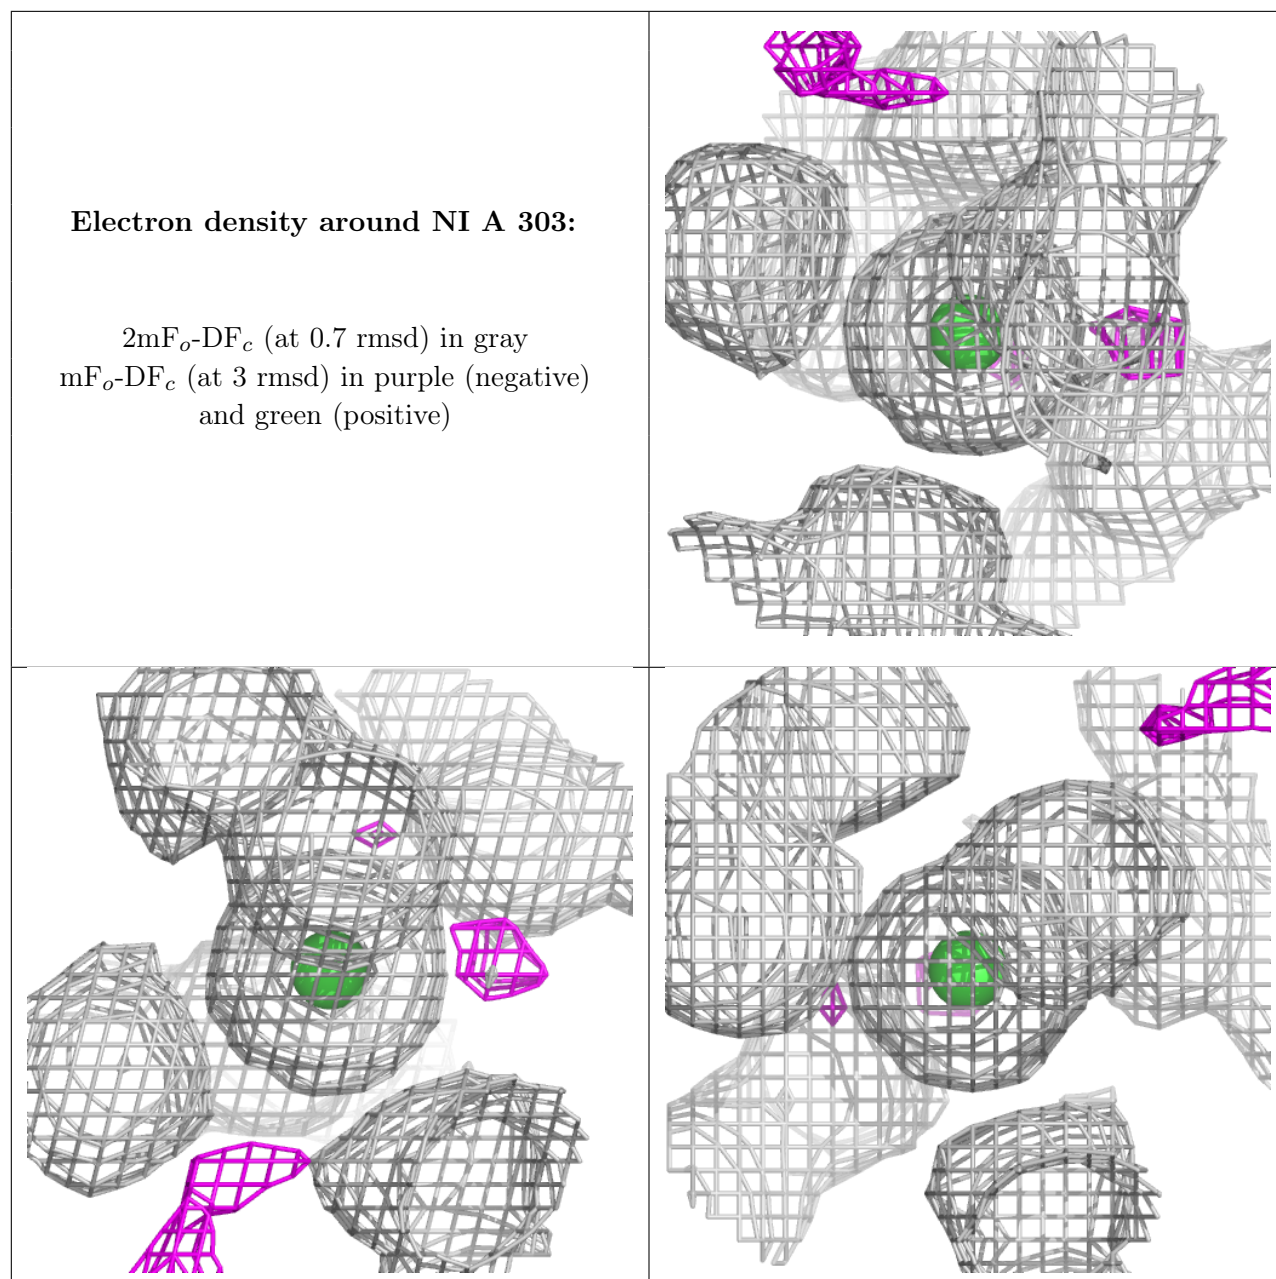 Electron density around NI A 303:
2mFo-DFc (at 0.7 rmsd) in gray
mFo-DFc (at 3 rmsd) in purple (negative)
and green (positive)